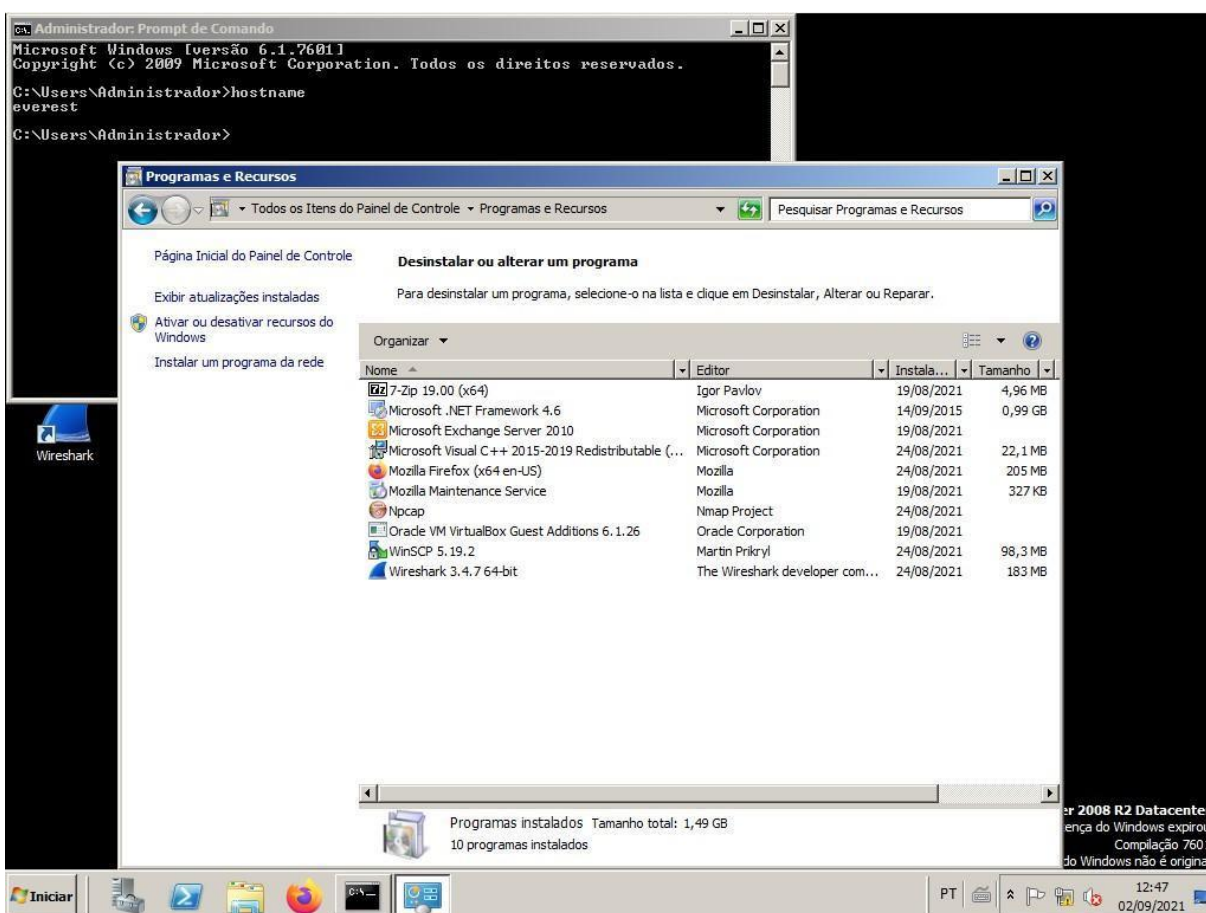 Administrador: Prompt de Comando
Microsoft Windows [versão 6.1.7601]
Copyright (c) 2009 Microsoft Corporation. Todos os direitos reservados.
C:\Users\Administrador>hostname
everest
C:\Users\Administrador>
Wireshark
Programas e Recursos
Todos os Itens do Painel de Controle Programas e Recursos
Pesquisar Programas e Recursos
Página Inicial do Painel de Controle
Exibir atualizações instaladas
Ativar ou desativar recursos do
Windows
Instalar um programa da rede
Desinstalar ou alterar um programa
Para desinstalar um programa, selecione-o na lista e clique em Desinstalar, Alterar ou Reparar.
Organizar
Nome Editor Instala... Tamanho
7-Zip 19.00 (x64) Igor Pavlov 19/08/2021 4,96 MB
Microsoft .NET Framework 4.6 Microsoft Corporation 14/09/2015 0,99 GB
Microsoft Exchange Server 2010 Microsoft Corporation 19/08/2021
Microsoft Visual C++ 2015-2019 Redistributable (... Microsoft Corporation 24/08/2021 22,1 MB
Mozilla Firefox (x64 en-US) Mozilla 24/08/2021 205 MB
Mozilla Maintenance Service Mozilla 19/08/2021 327 KB
Npcap Nmap Project 24/08/2021
Oracle VM VirtualBox Guest Additions 6.1.26 Oracle Corporation 19/08/2021
WinSCP 5.19.2 Martin Prikryl 24/08/2021 98,3 MB
Wireshark 3.4.7 64-bit The Wireshark developer com... 24/08/2021 183 MB
Programas instalados Tamanho total: 1,49 GB
10 programas instalados
er 2008 R2 Datacente
ença do Windows expirou
Compilação 760
do Windows não é origina
Iniciar
PT
12:47
02/09/2021